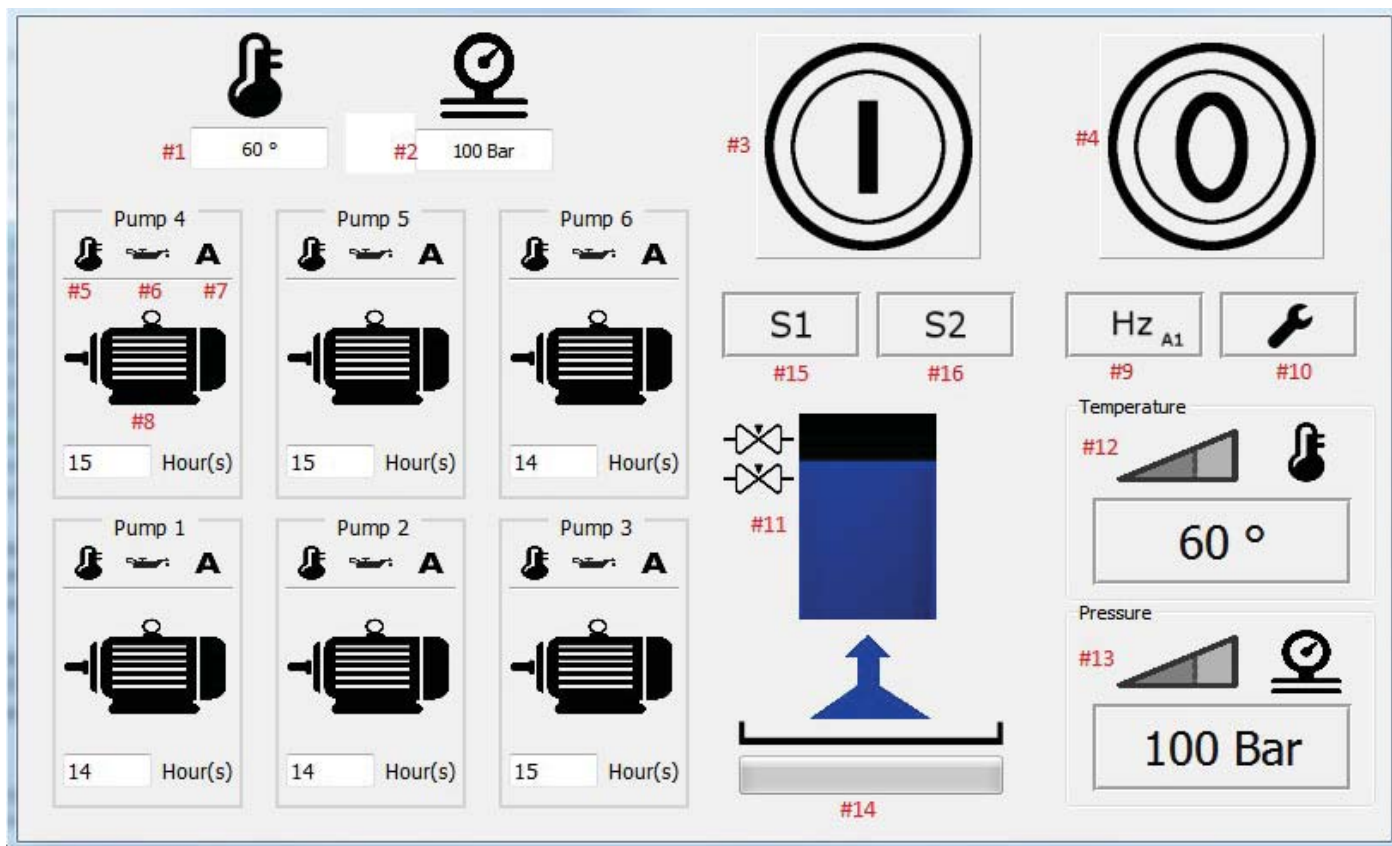 #1 60 °
#2 100 Bar
#3 I
#4 0
Pump 4
A
#5 #6 #7
#8
15 Hour(s)
Pump 5
A
15 Hour(s)
Pump 6
A
14 Hour(s)
Pump 1
A
14 Hour(s)
Pump 2
A
14 Hour(s)
Pump 3
A
15 Hour(s)
S1 S2
#15 #16
Hz A1
#9 #10
#11
#14
Temperature
#12
60 °
Pressure
#13
100 Bar